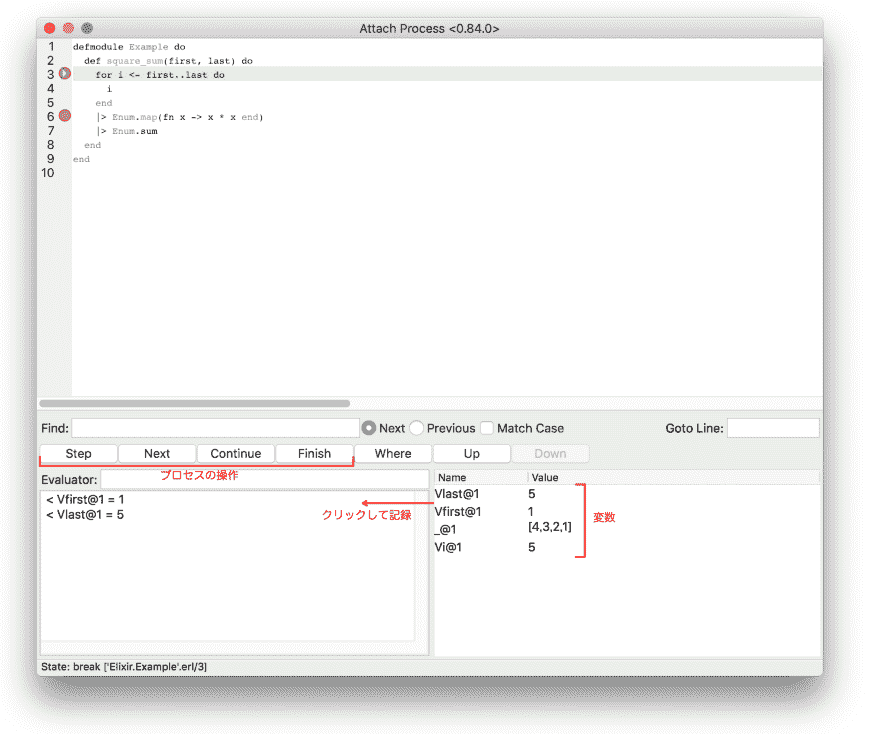 Attach Process <0.84.0>
1 defmodule Example do
2 def square_sum(first, last) do
3 for i <- first..last do
4 i
5 end
6 |> Enum.map(fn x -> x * x end)
7 |> Enum.sum
8 end
9 end
10
Find: Next Previous Match Case Goto Line:
Step Next Continue Finish Where Up Down
プロセスの操作
Evaluator:
< Vfirst@1 = 1
< Vlast@1 = 5
クリックして記録
Name Value
Vlast@1 5
Vfirst@1 1
_@1 [4,3,2,1]
Vi@1 5
変数
State: break ['Elixir.Example'.erl/3]